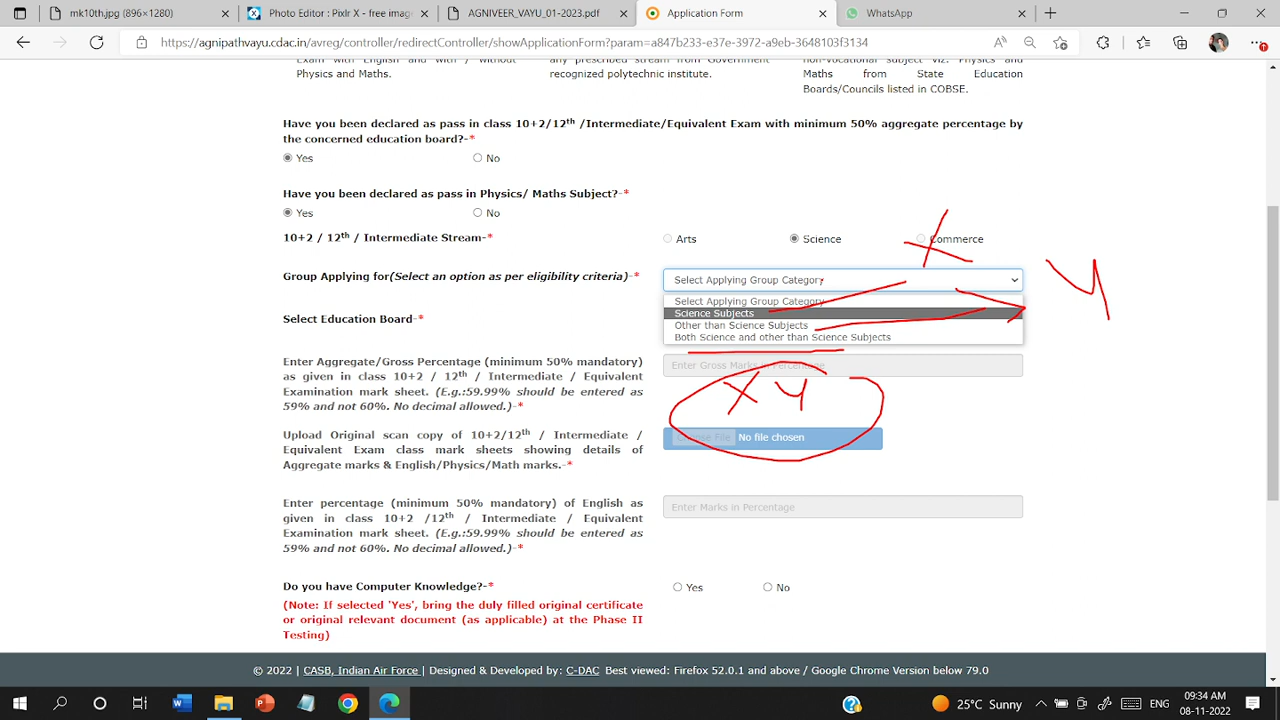 mk10th.jpg (896×1280)
Photo Editor : Pixlr X - free imag
AGNIVEER_VAYU_01-2023.pdf
Application Form
WhatsApp
https://agnipathvayu.cdac.in/avreg/controller/redirectController/showApplicationForm?param=a847b233-e37e-3972-a9eb-3648103f3134
Exam with English and with / without
Physics and Maths.
any prescribed stream from Government
recognized polytechnic institute.
non-vocational subject viz. Physics and
Maths from State Education
Boards/Councils listed in COBSE.
Have you been declared as pass in class 10+2/12th /Intermediate/Equivalent Exam with minimum 50% aggregate percentage by
the concerned education board?-*
Yes No
Have you been declared as pass in Physics/ Maths Subject?-*
Yes No
10+2 / 12th / Intermediate Stream-*
Arts Science Commerce
X
Group Applying for(Select an option as per eligibility criteria)-*
Select Applying Group Category
Y
Select Applying Group Category
Science Subjects
Select Education Board-*
Other than Science Subjects
Both Science and other than Science Subjects
Enter Aggregate/Gross Percentage (minimum 50% mandatory)
as given in class 10+2 / 12th / Intermediate / Equivalent
Examination mark sheet. (E.g.:59.99% should be entered as
59% and not 60%. No decimal allowed.)-*
Enter Gross Marks in Percentage
X Y
Upload Original scan copy of 10+2/12th / Intermediate /
Equivalent Exam class mark sheets showing details of
Aggregate marks & English/Physics/Math marks.-*
Choose File No file chosen
Enter percentage (minimum 50% mandatory) of English as
given in class 10+2 /12th / Intermediate / Equivalent
Examination mark sheet. (E.g.:59.99% should be entered as
59% and not 60%. No decimal allowed.)-*
Enter Marks in Percentage
Do you have Computer Knowledge?-*
Yes No
(Note: If selected 'Yes', bring the duly filled original certificate
or original relevant document (as applicable) at the Phase II
Testing)
© 2022 | CASB, Indian Air Force | Designed & Developed by: C-DAC Best viewed: Firefox 52.0.1 and above / Google Chrome Version below 79.0
25°C Sunny
ENG
09:34 AM
08-11-2022